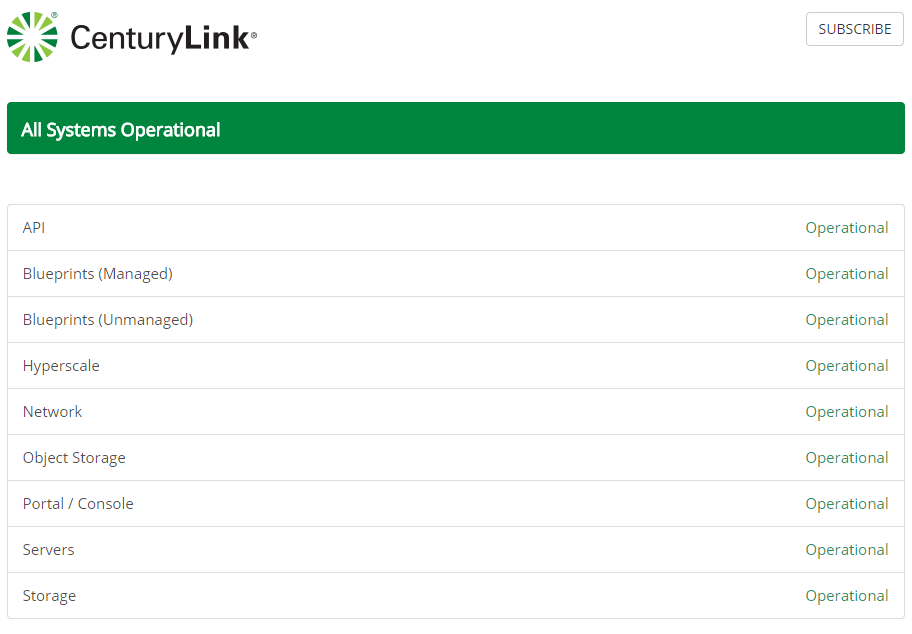 CenturyLink®
SUBSCRIBE
All Systems Operational
API Operational
Blueprints (Managed) Operational
Blueprints (Unmanaged) Operational
Hyperscale Operational
Network Operational
Object Storage Operational
Portal / Console Operational
Servers Operational
Storage Operational